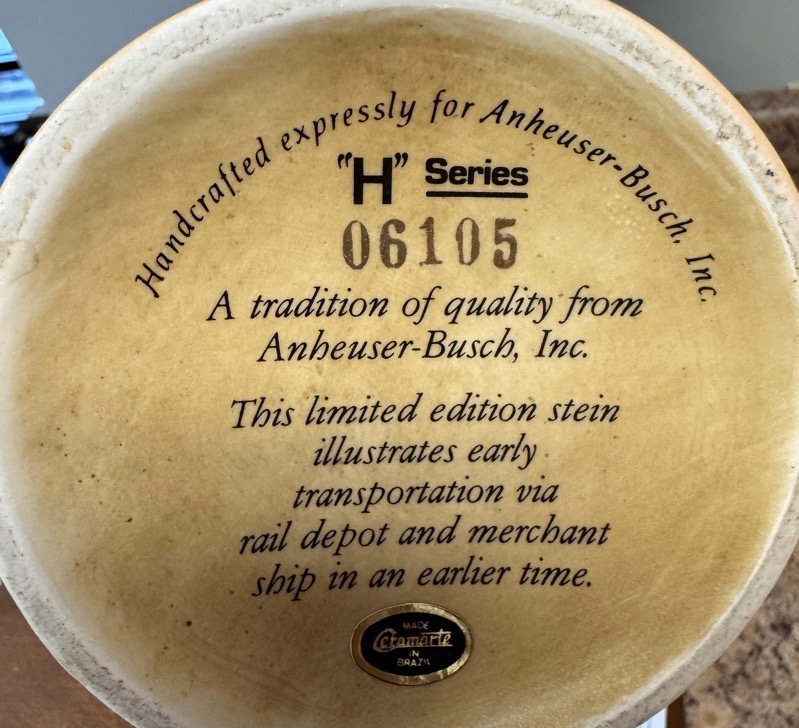 Handcrafted expressly for Anheuser-Busch, Inc.
"H" Series
06105
A tradition of quality from
Anheuser-Busch, Inc.
This limited edition stein
illustrates early
transportation via
rail depot and merchant
ship in an earlier time.
MADE
Ceramarte
IN
BRAZIL